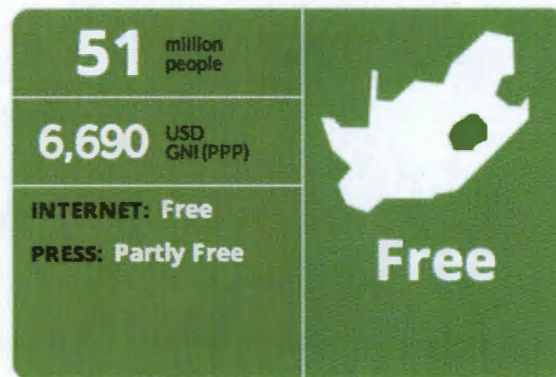 51 million
people
6,690 USD
GNI (PPP)
INTERNET: Free
PRESS: Partly Free
Free